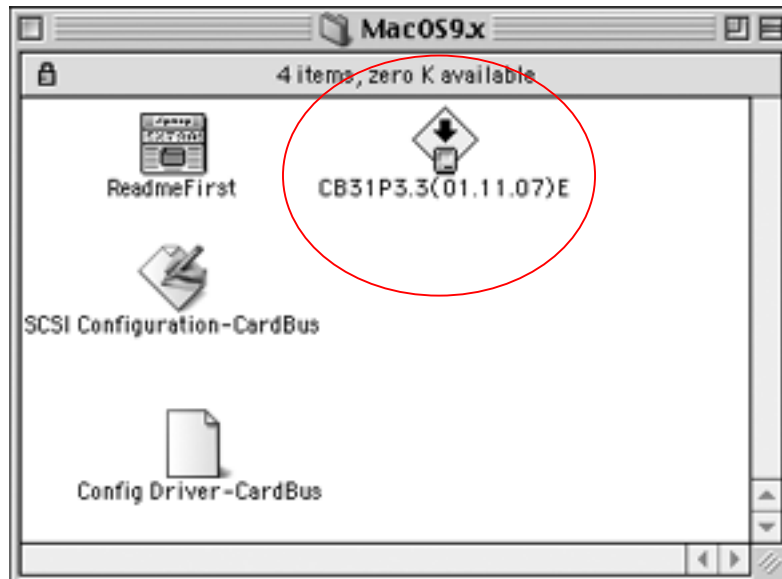 MacOS9.x
4 items, zero K available
ReadmeFirst
CB31P3.3(01.11.07)E
SCSI Configuration-CardBus
Config Driver-CardBus